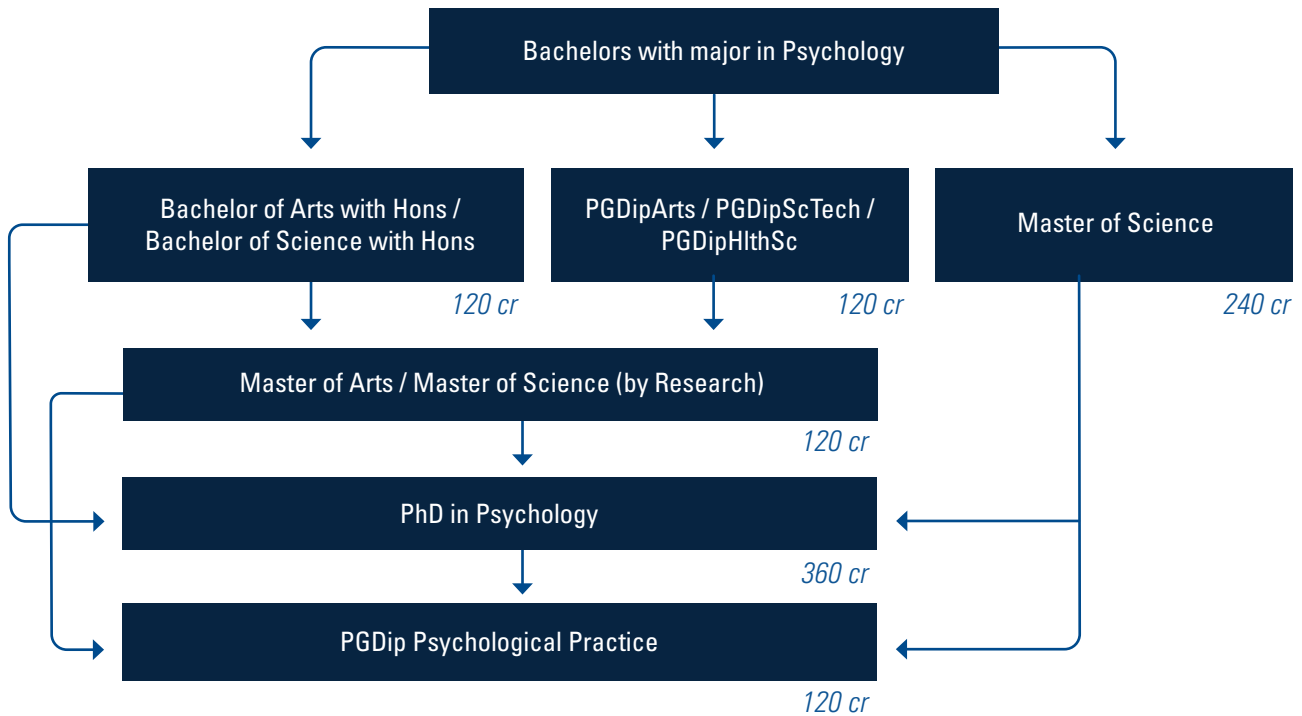 Bachelors with major in Psychology
Bachelor of Arts with Hons /
Bachelor of Science with Hons
120 cr
PGDipArts / PGDipScTech /
PGDipHlthSc
120 cr
Master of Science
240 cr
Master of Arts / Master of Science (by Research)
120 cr
PhD in Psychology
360 cr
PGDip Psychological Practice
120 cr